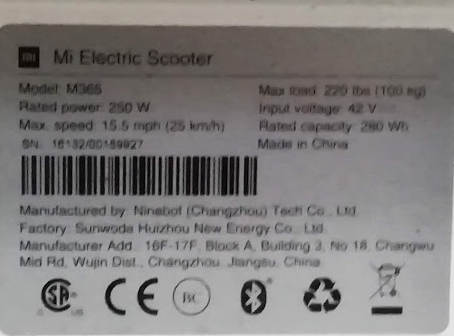 mi Mi Electric Scooter
Model: M365
Max load: 220 lbs (100 kg)
Rated power: 250 W
Input voltage: 42 V
Max. speed: 15.5 mph (25 km/h)
Rated capacity: 280 Wh
SN: 16132/00159927
Made in China
Manufactured by: Ninebot (Changzhou) Tech Co., Ltd.
Factory: Sunwoda Huizhou New Energy Co., Ltd.
Manufacturer Add.: 16F-17F, Block A, Building 3, No 18, Changwu
Mid Rd, Wujin Dist., Changzhou, Jiangsu, China
C US
CE
BC